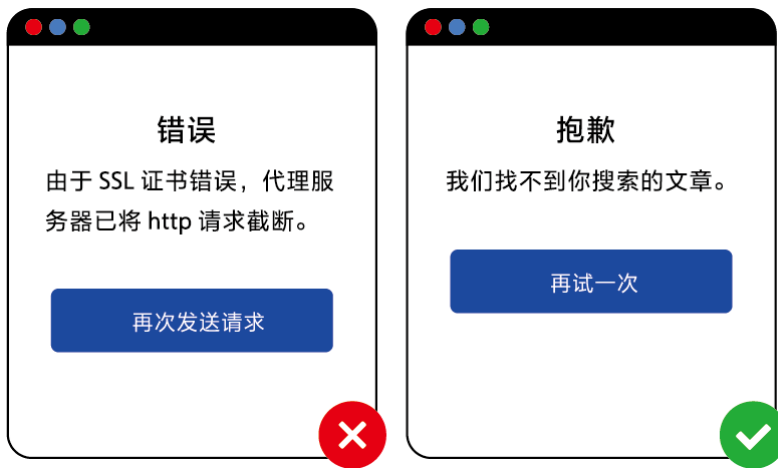 错误
由于 SSL 证书错误，代理服
务器已将 http 请求截断。
再次发送请求
抱歉
我们找不到你搜索的文章。
再试一次